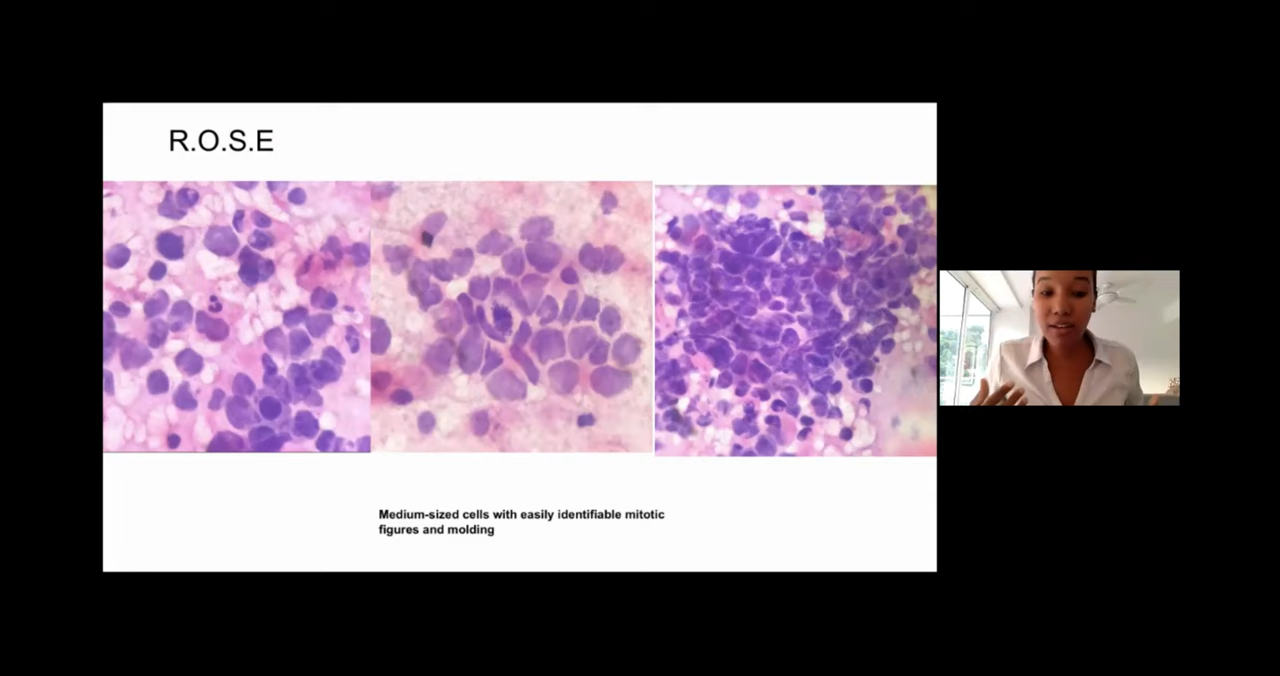 R.O.S.E
Medium-sized cells with easily identifiable mitotic
figures and molding